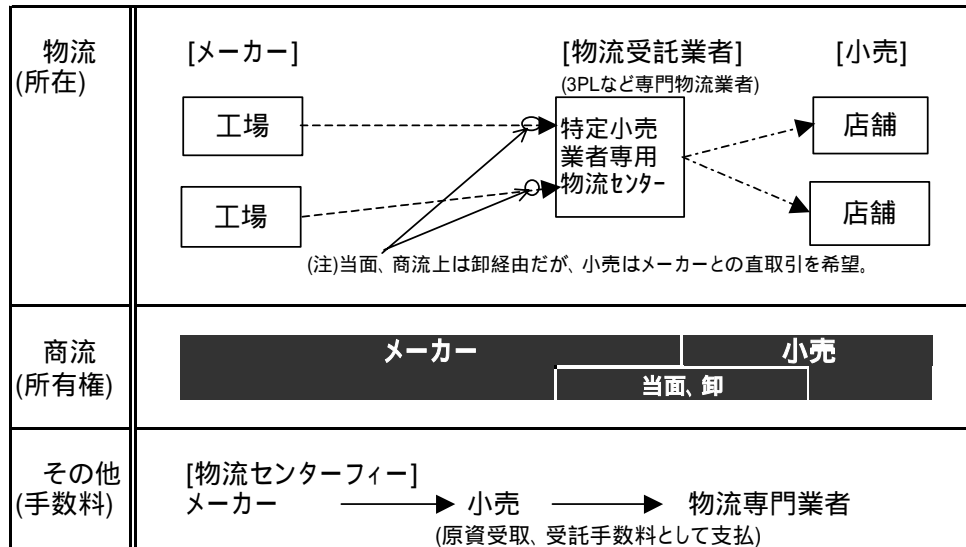 物流
(所在)
[メーカー]
[物流受託業者]
[小売]
(3PLなど専門物流業者)
工場
特定小売
業者専用
物流センター
店舗
工場
店舗
(注)当面、商流上は卸経由だが、小売はメーカーとの直取引を希望。
商流
(所有権)
メーカー
小売
当面、卸
その他
(手数料)
[物流センターフィー]
メーカー
小売
物流専門業者
(原資受取、受託手数料として支払)